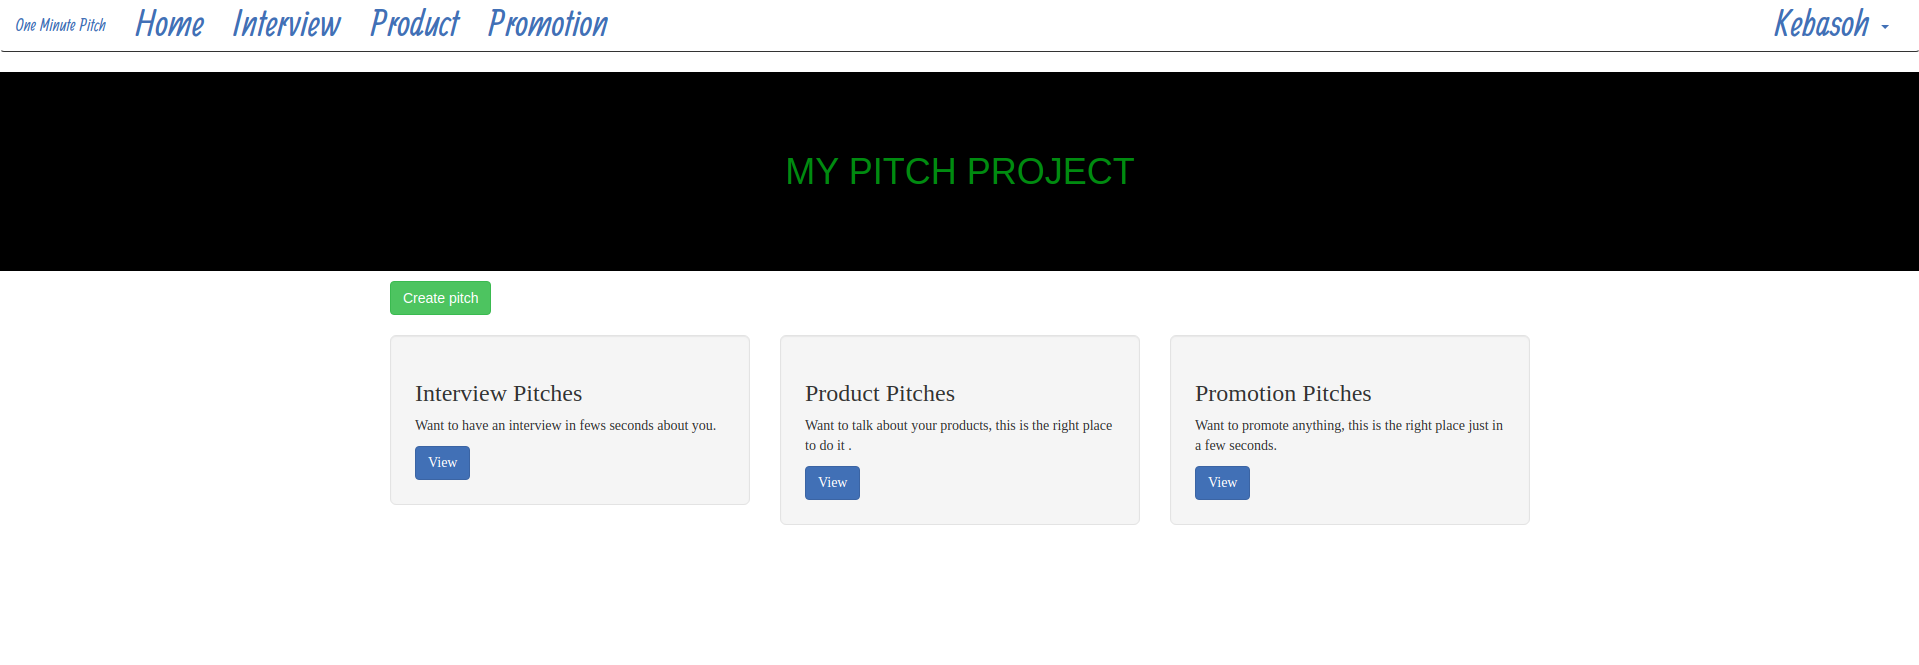 One Minute Pitch Home Interview Product Promotion Kebasoh
MY PITCH PROJECT
Create pitch
Interview Pitches
Want to have an interview in fews seconds about you.
View
Product Pitches
Want to talk about your products, this is the right place
to do it .
View
Promotion Pitches
Want to promote anything, this is the right place just in
a few seconds.
View